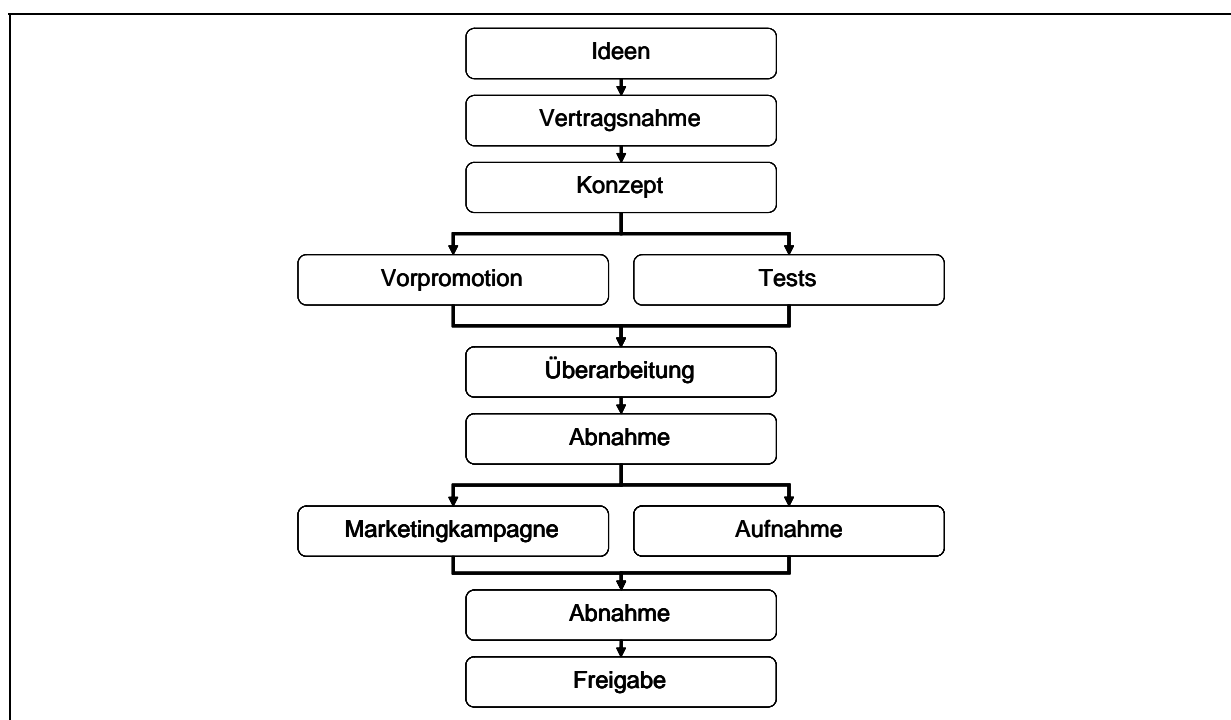 Ideen
Vertragsnahme
Konzept
Vorpromotion
Tests
Überarbeitung
Abnahme
Marketingkampagne
Aufnahme
Abnahme
Freigabe